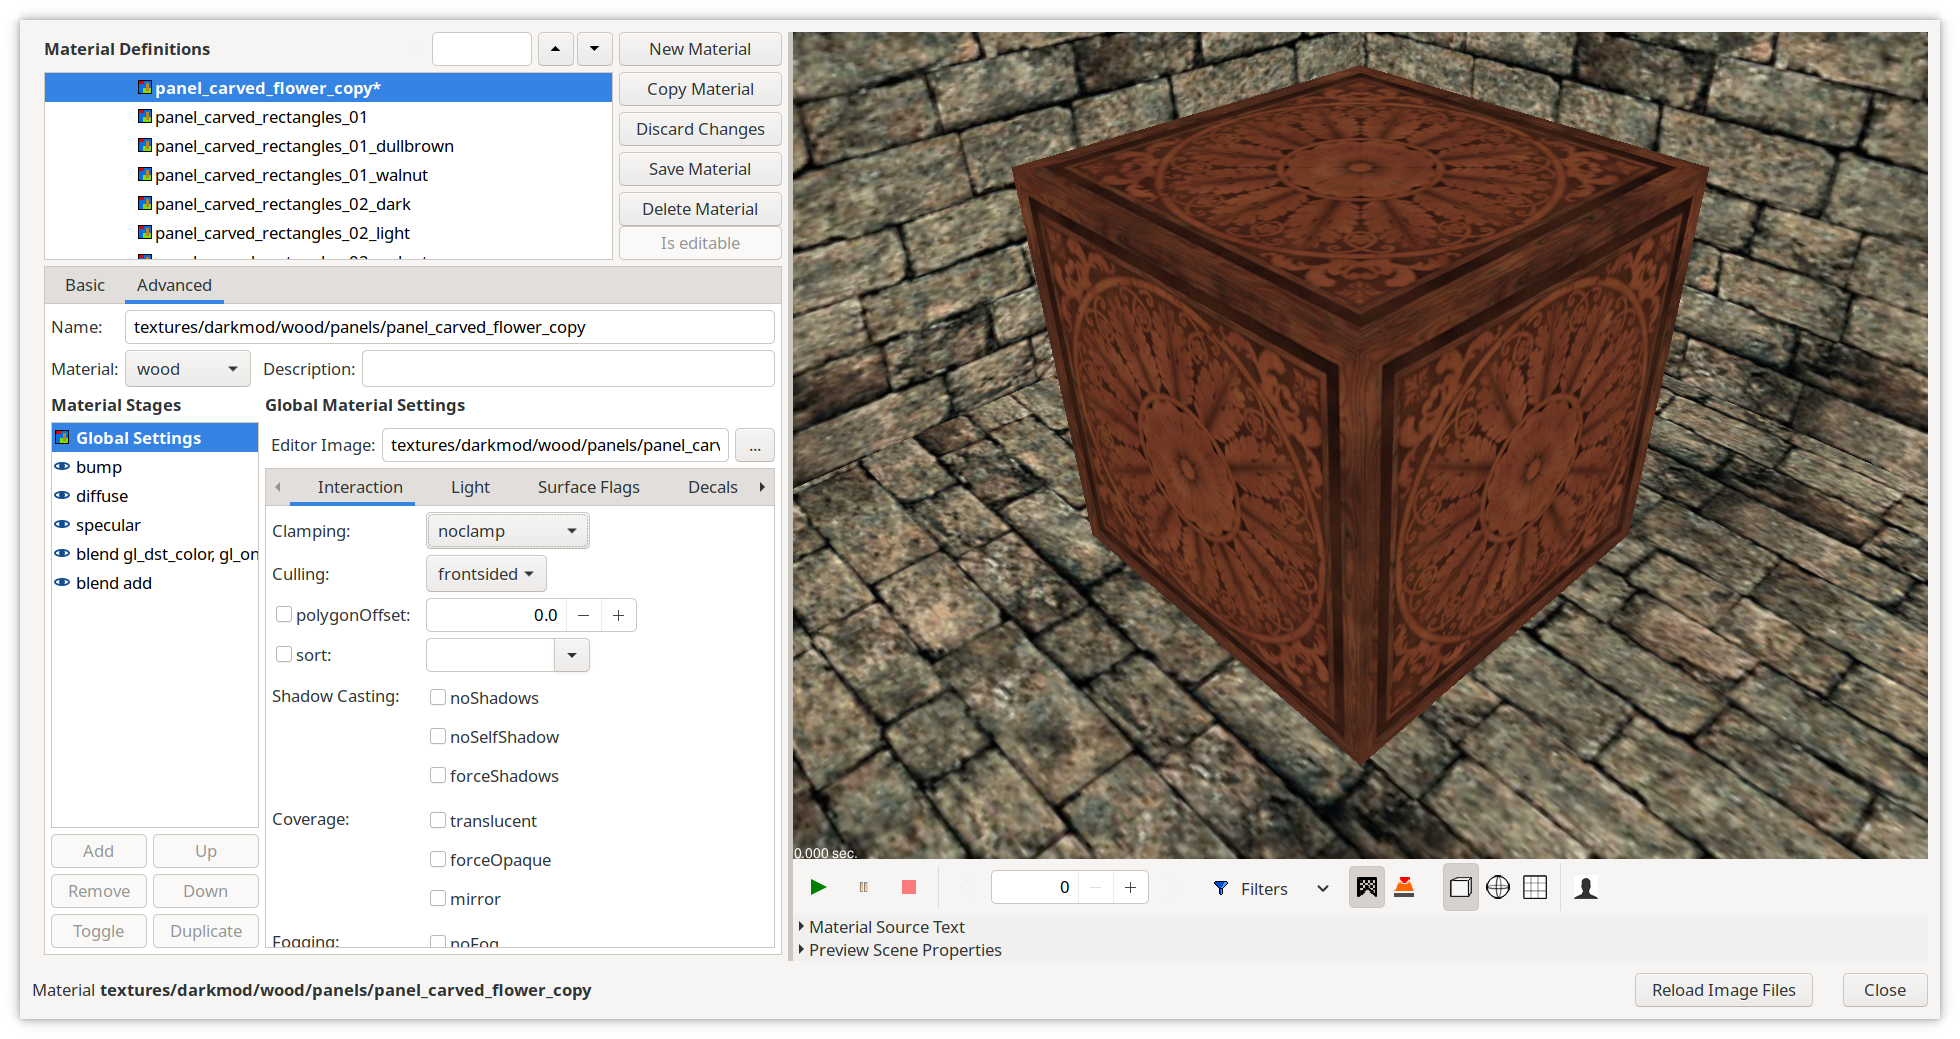 Material Definitions
New Material
panel_carved_flower_copy*
Copy Material
panel_carved_rectangles_01
Discard Changes
panel_carved_rectangles_01_dullbrown
panel_carved_rectangles_01_walnut
Save Material
panel_carved_rectangles_02_dark
Delete Material
panel_carved_rectangles_02_light
Is editable
Basic
Advanced
Name:
textures/darkmod/wood/panels/panel_carved_flower_copy
Material:
wood
Description:
Material Stages
Global Material Settings
Global Settings
Editor Image:
textures/darkmod/wood/panels/panel_carv
...
bump
diffuse
specular
blend gl_dst_color, gl_on
blend add
Interaction
Light
Surface Flags
Decals
Clamping:
noclamp
Culling:
frontsided
polygonOffset:
0.0
sort:
Shadow Casting:
noShadows
noSelfShadow
forceShadows
Coverage:
translucent
forceOpaque
mirror
Fogging:
noFog
Add
Up
Remove
Down
Toggle
Duplicate
0.000 sec.
0
Filters
Material Source Text
Preview Scene Properties
Material textures/darkmod/wood/panels/panel_carved_flower_copy
Reload Image Files
Close